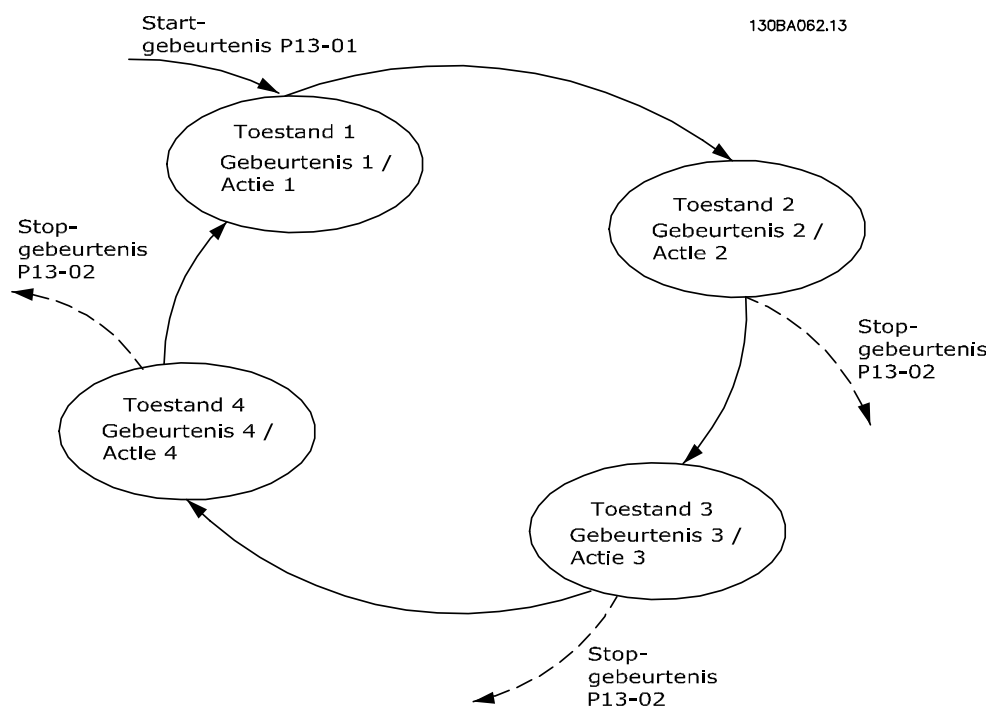 Start-
gebeurtenis P13-01
130BA062.13
Toestand 1
Gebeurtenis 1 /
Actie 1
Toestand 2
Gebeurtenis 2 /
Actle 2
Stop-
gebeurtenis
P13-02
Stop-
gebeurtenis
P13-02
Toestand 4
Gebeurtenis 4 /
Actle 4
Toestand 3
Gebeurtenis 3 /
Actie 3
Stop-
gebeurtenis
P13-02